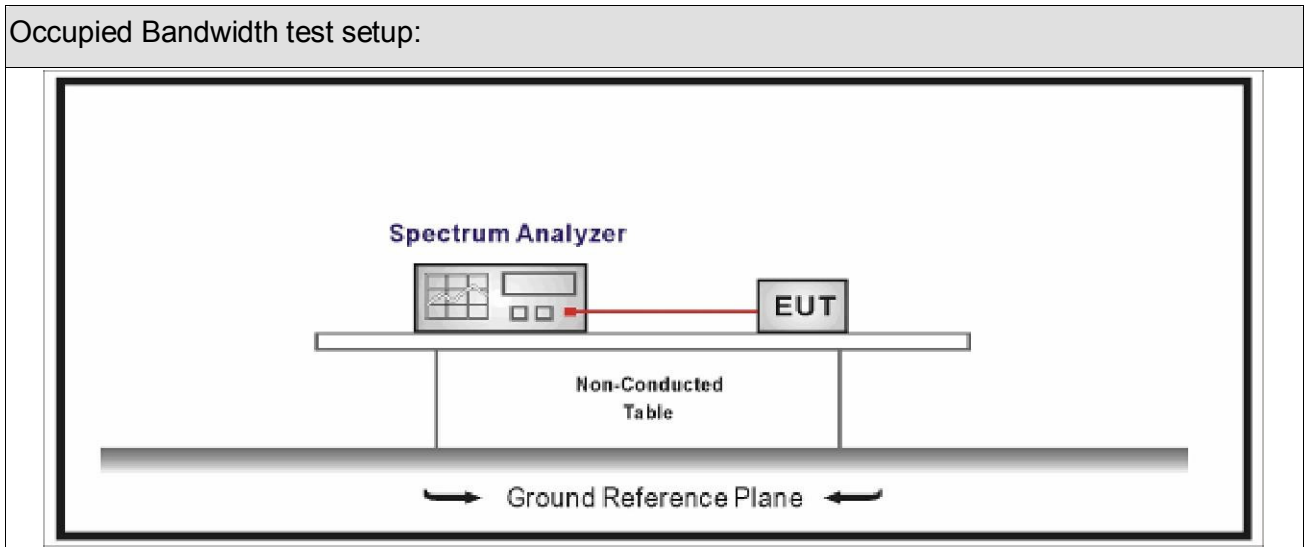 Occupied Bandwidth test setup:
Spectrum Analyzer
EUT
Non-Conducted
Table
Ground Reference Plane